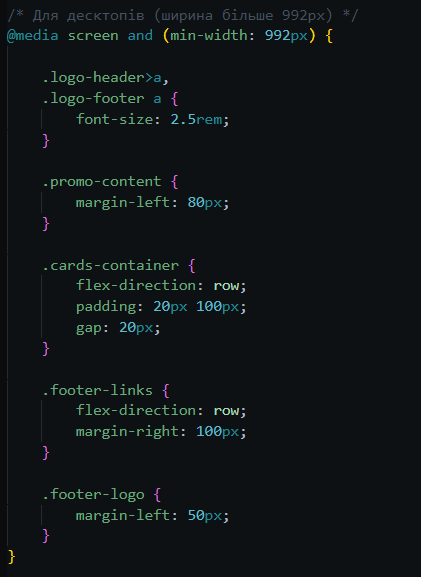 /* Для десктопів (ширина більше 992px) */
@media screen and (min-width: 992px) {
.logo-header>a,
.logo-footer a {
font-size: 2.5rem;
}
.promo-content {
margin-left: 80px;
}
.cards-container {
flex-direction: row;
padding: 20px 100px;
gap: 20px;
}
.footer-links {
flex-direction: row;
margin-right: 100px;
}
.footer-logo {
margin-left: 50px;
}
}